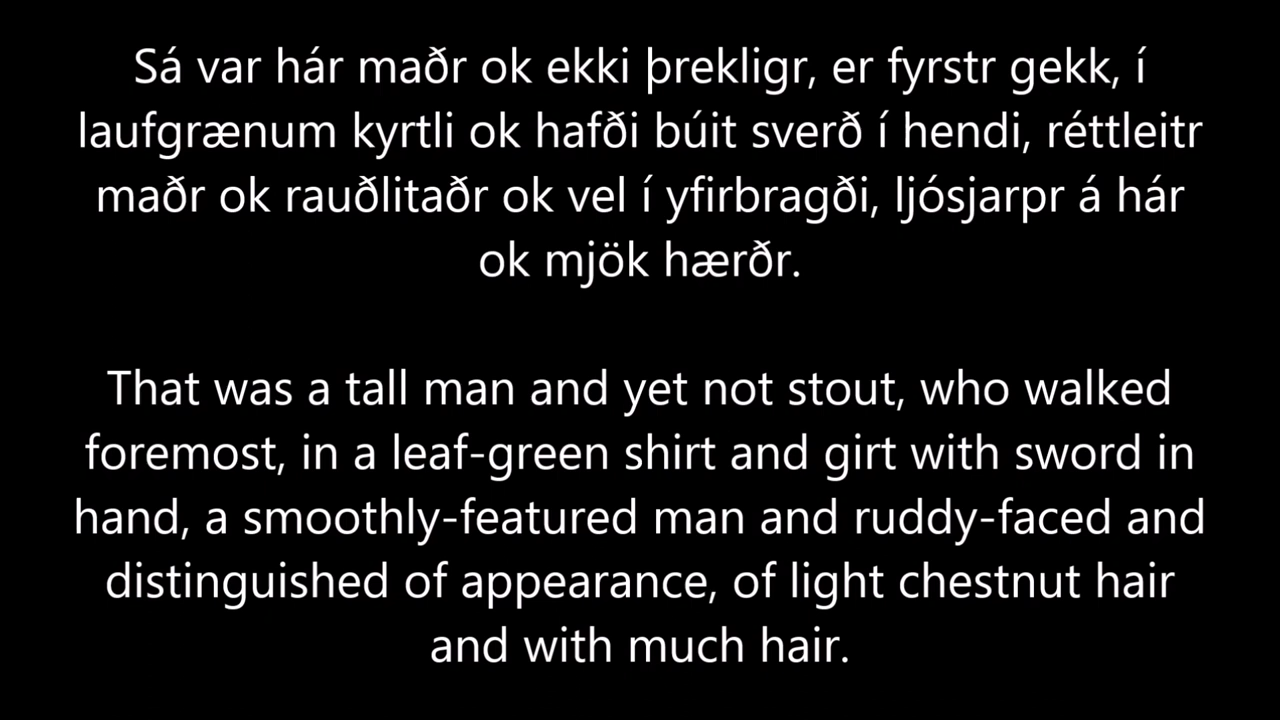 Sá var hár maðr ok ekki þrekligr, er fyrstr gekk, í
laufgrænum kyrtli ok hafði búit sverð í hendi, réttleitr
maðr ok rauðlitaðr ok vel í yfirbragði, ljósjarpr á hár
ok mjök hærðr.
That was a tall man and yet not stout, who walked
foremost, in a leaf-green shirt and girt with sword in
hand, a smoothly-featured man and ruddy-faced and
distinguished of appearance, of light chestnut hair
and with much hair.